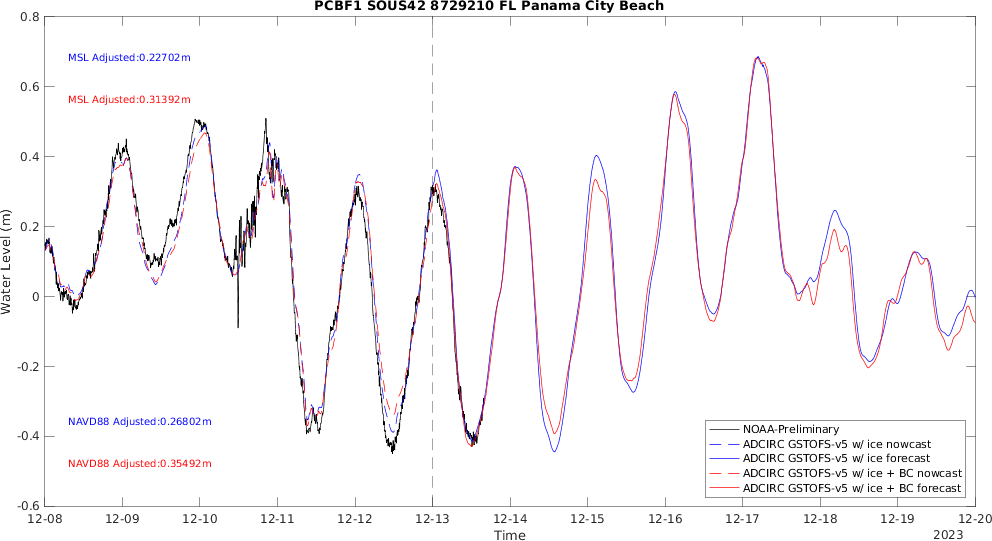 PCBF1 SOUS42 8729210 FL Panama City Beach
0.8
0.6
0.4
0.2
0
-0.2
-0.4
-0.6
Water Level (m)
MSL Adjusted:0.22702m
MSL Adjusted:0.31392m
NAVD88 Adjusted:0.26802m
NAVD88 Adjusted:0.35492m
NOAA-Preliminary
ADCIRC GSTOFS-v5 w/ ice nowcast
ADCIRC GSTOFS-v5 w/ ice forecast
ADCIRC GSTOFS-v5 w/ ice + BC nowcast
ADCIRC GSTOFS-v5 w/ ice + BC forecast
12-08 12-09 12-10 12-11 12-12 12-13 12-14 12-15 12-16 12-17 12-18 12-19 12-20
Time
2023